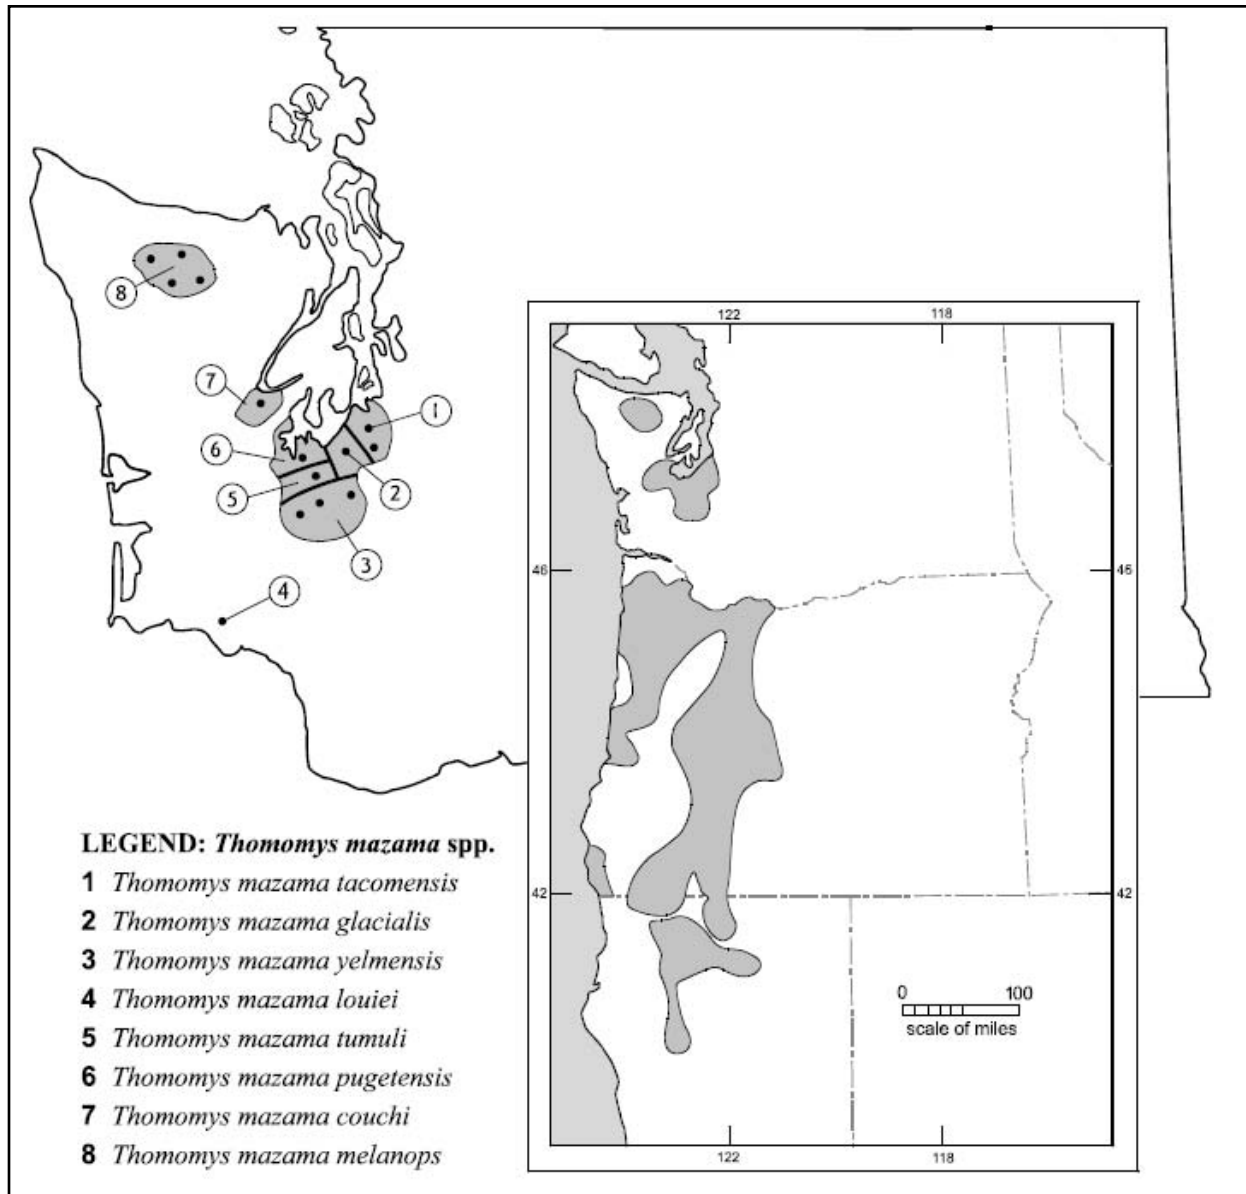 8
7
1
6
2
5
3
4
122 118
46 46
42 42
0 100
scale of miles
122 118
LEGEND: Thomomys mazama spp.
1 Thomomys mazama tacomensis
2 Thomomys mazama glacialis
3 Thomomys mazama yelmensis
4 Thomomys mazama louiei
5 Thomomys mazama tumuli
6 Thomomys mazama pugetensis
7 Thomomys mazama couchi
8 Thomomys mazama melanops